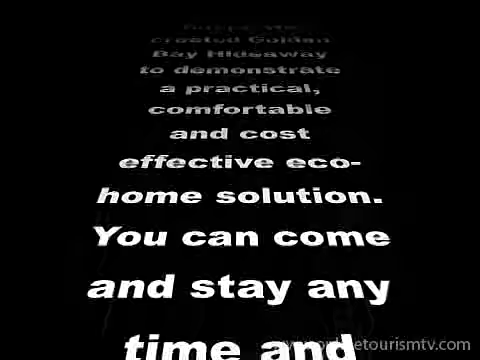 created Golden
Bay Hideaway
to demonstrate
a practical,
comfortable
and cost
effective eco-
home solution.
You can come
and stay any
time and